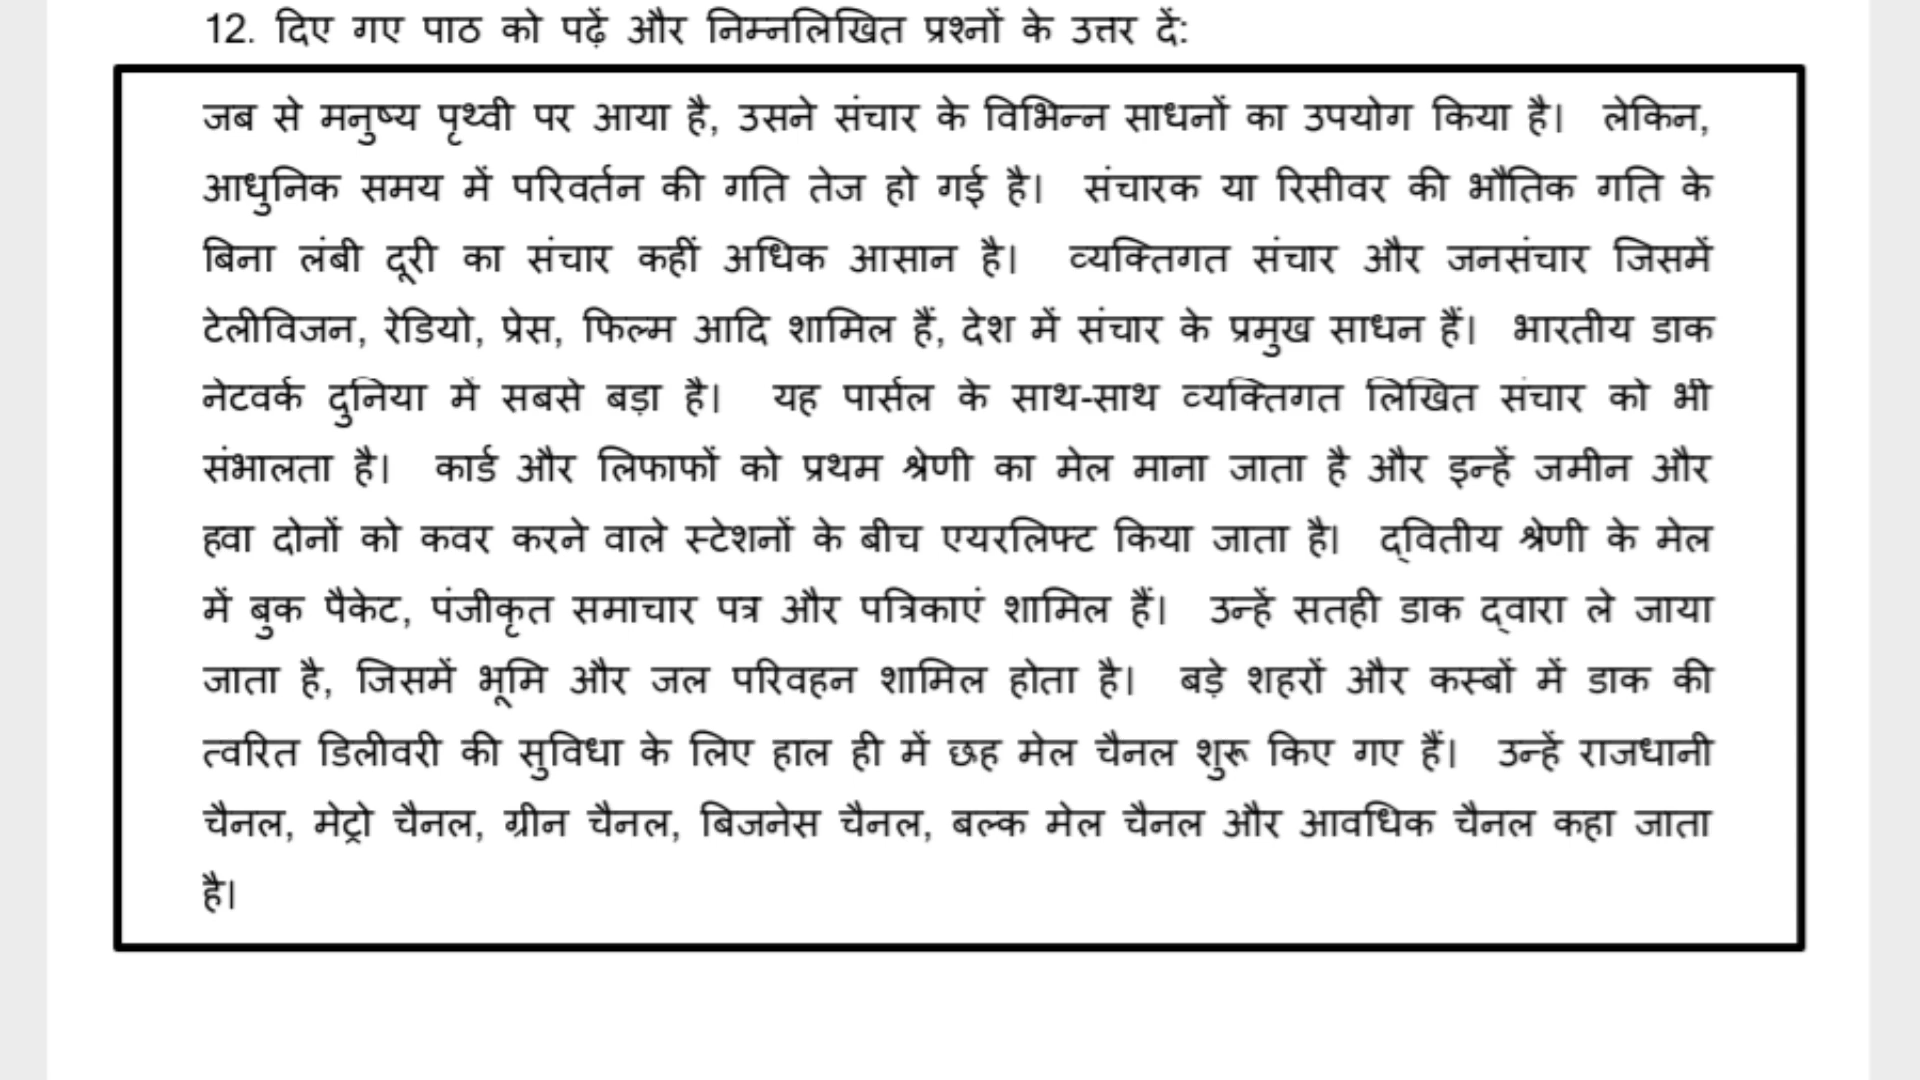 12. दिए गए पाठ को पढ़ें और निम्नलिखित प्रश्नों के उत्तर दें:
जब से मनुष्य पृथ्वी पर आया है, उसने संचार के विभिन्न साधनों का उपयोग किया है। लेकिन,
आधुनिक समय में परिवर्तन की गति तेज हो गई है। संचारक या रिसीवर की भौतिक गति के
बिना लंबी दूरी का संचार कहीं अधिक आसान है। व्यक्तिगत संचार और जनसंचार जिसमें
टेलीविजन, रेडियो, प्रेस, फिल्म आदि शामिल हैं, देश में संचार के प्रमुख साधन हैं। भारतीय डाक
नेटवर्क दुनिया में सबसे बड़ा है। यह पार्सल के साथ-साथ व्यक्तिगत लिखित संचार को भी
संभालता है। कार्ड और लिफाफों को प्रथम श्रेणी का मेल माना जाता है और इन्हें जमीन और
हवा दोनों को कवर करने वाले स्टेशनों के बीच एयरलिफ्ट किया जाता है। द्वितीय श्रेणी के मेल
में बुक पैकेट, पंजीकृत समाचार पत्र और पत्रिकाएं शामिल हैं। उन्हें सतही डाक द्वारा ले जाया
जाता है, जिसमें भूमि और जल परिवहन शामिल होता है। बड़े शहरों और कस्बों में डाक की
त्वरित डिलीवरी की सुविधा के लिए हाल ही में छह मेल चैनल शुरू किए गए हैं। उन्हें राजधानी
चैनल, मेट्रो चैनल, ग्रीन चैनल, बिजनेस चैनल, बल्क मेल चैनल और आवधिक चैनल कहा जाता
है।